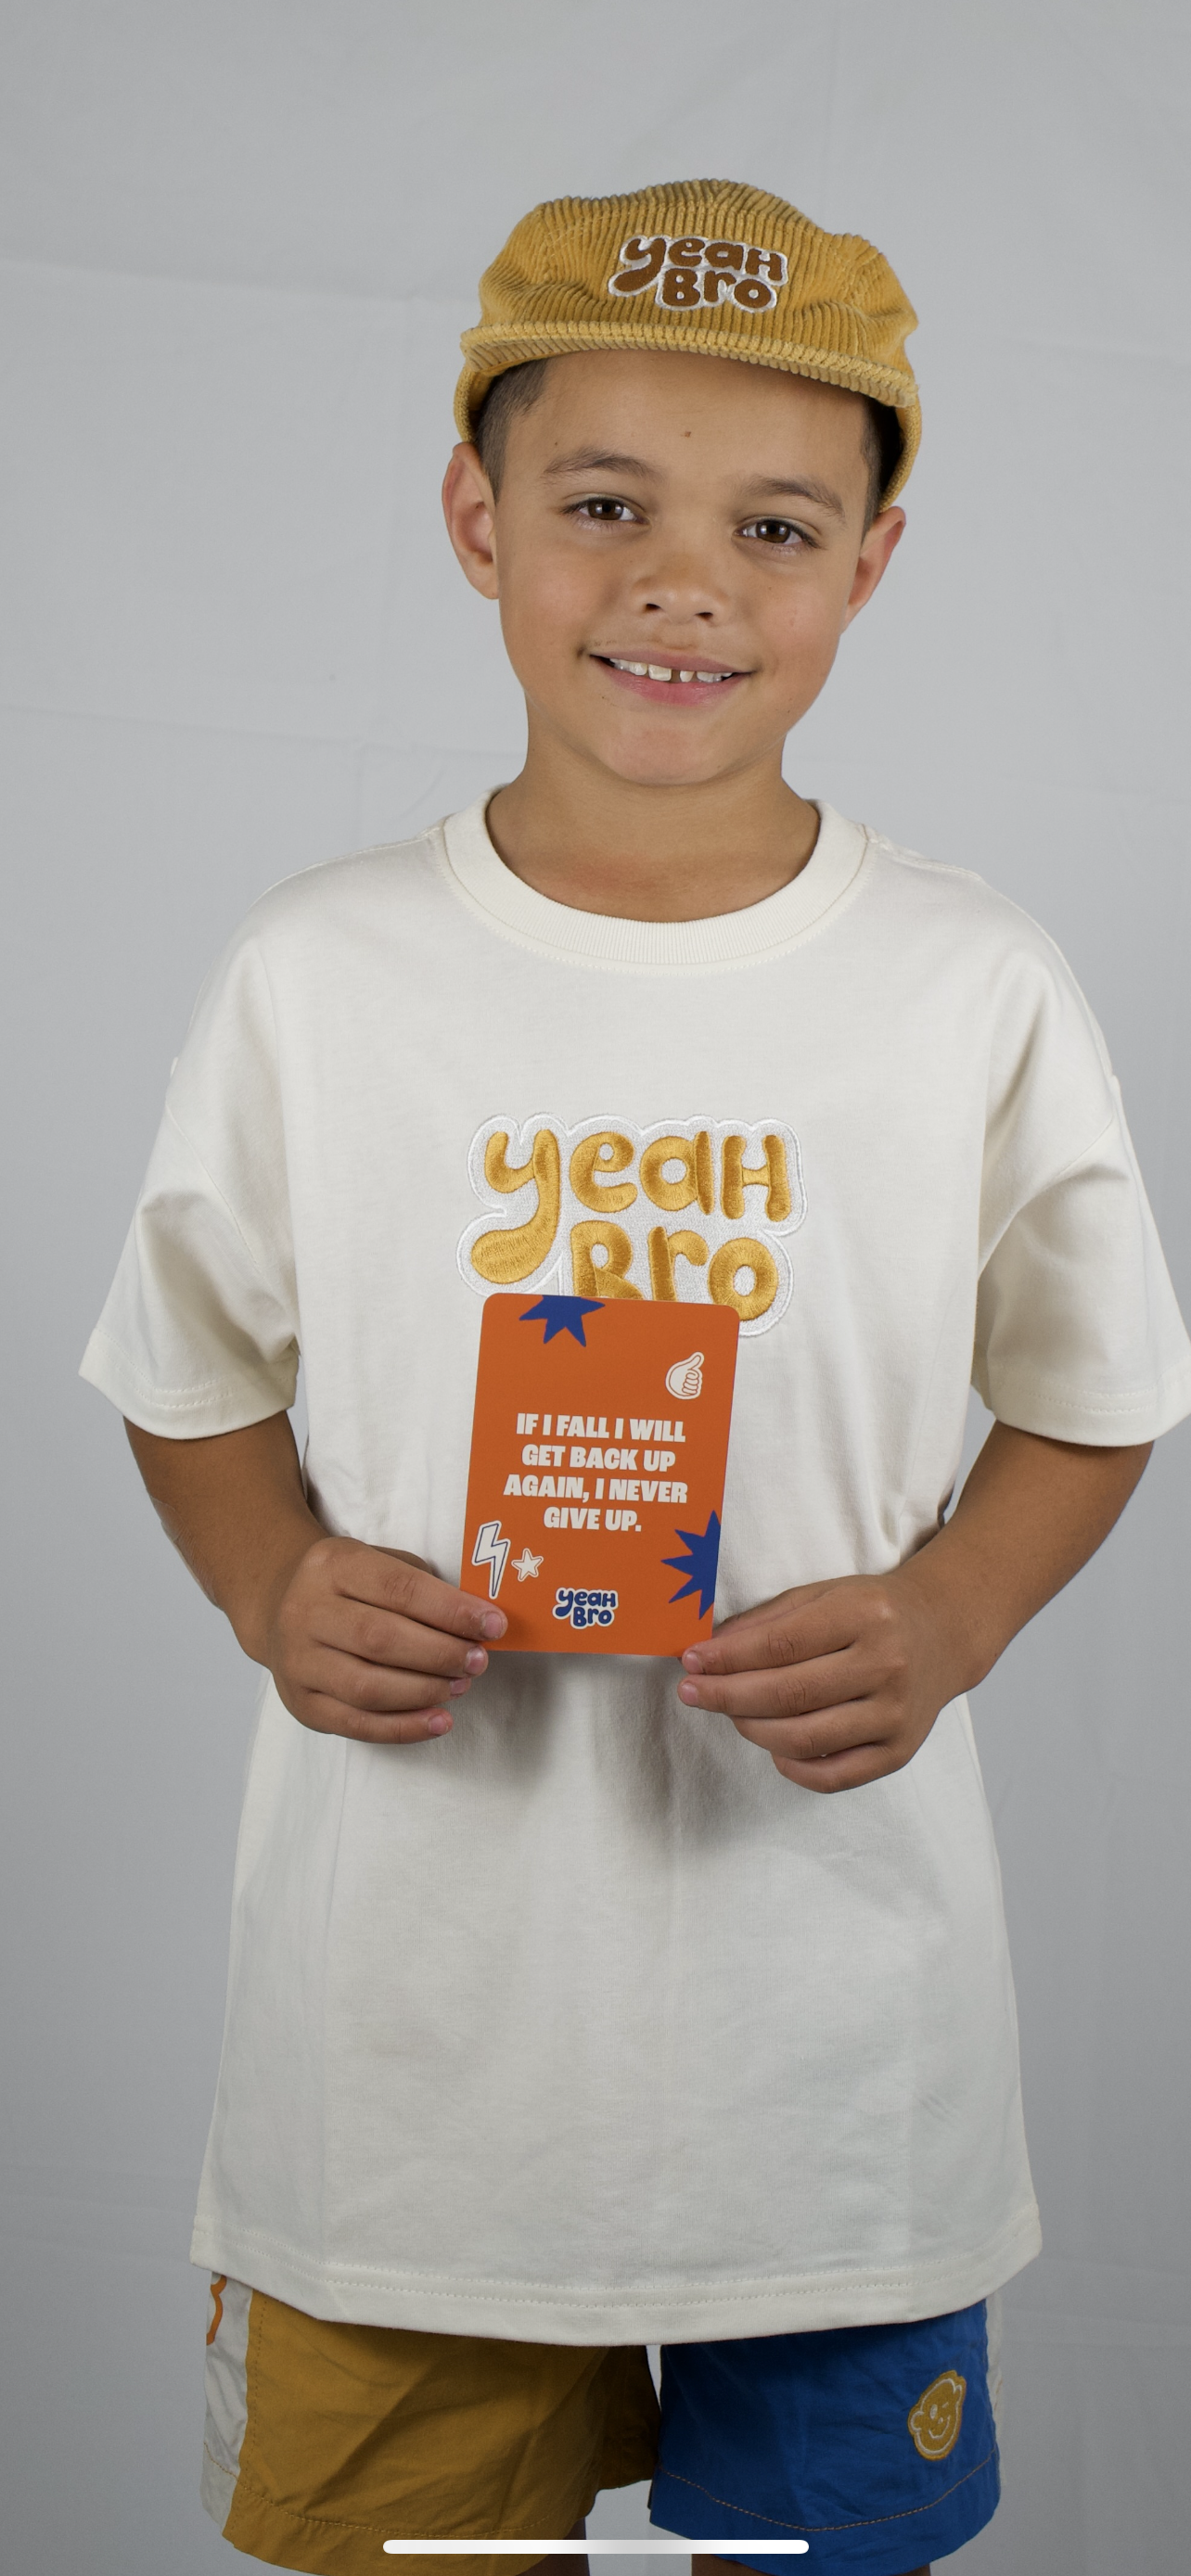 yeaH
Bro
yeaH
Bro
IF I FALL I WILL
GET BACK UP
AGAIN, I NEVER
GIVE UP.
yeaH
Bro